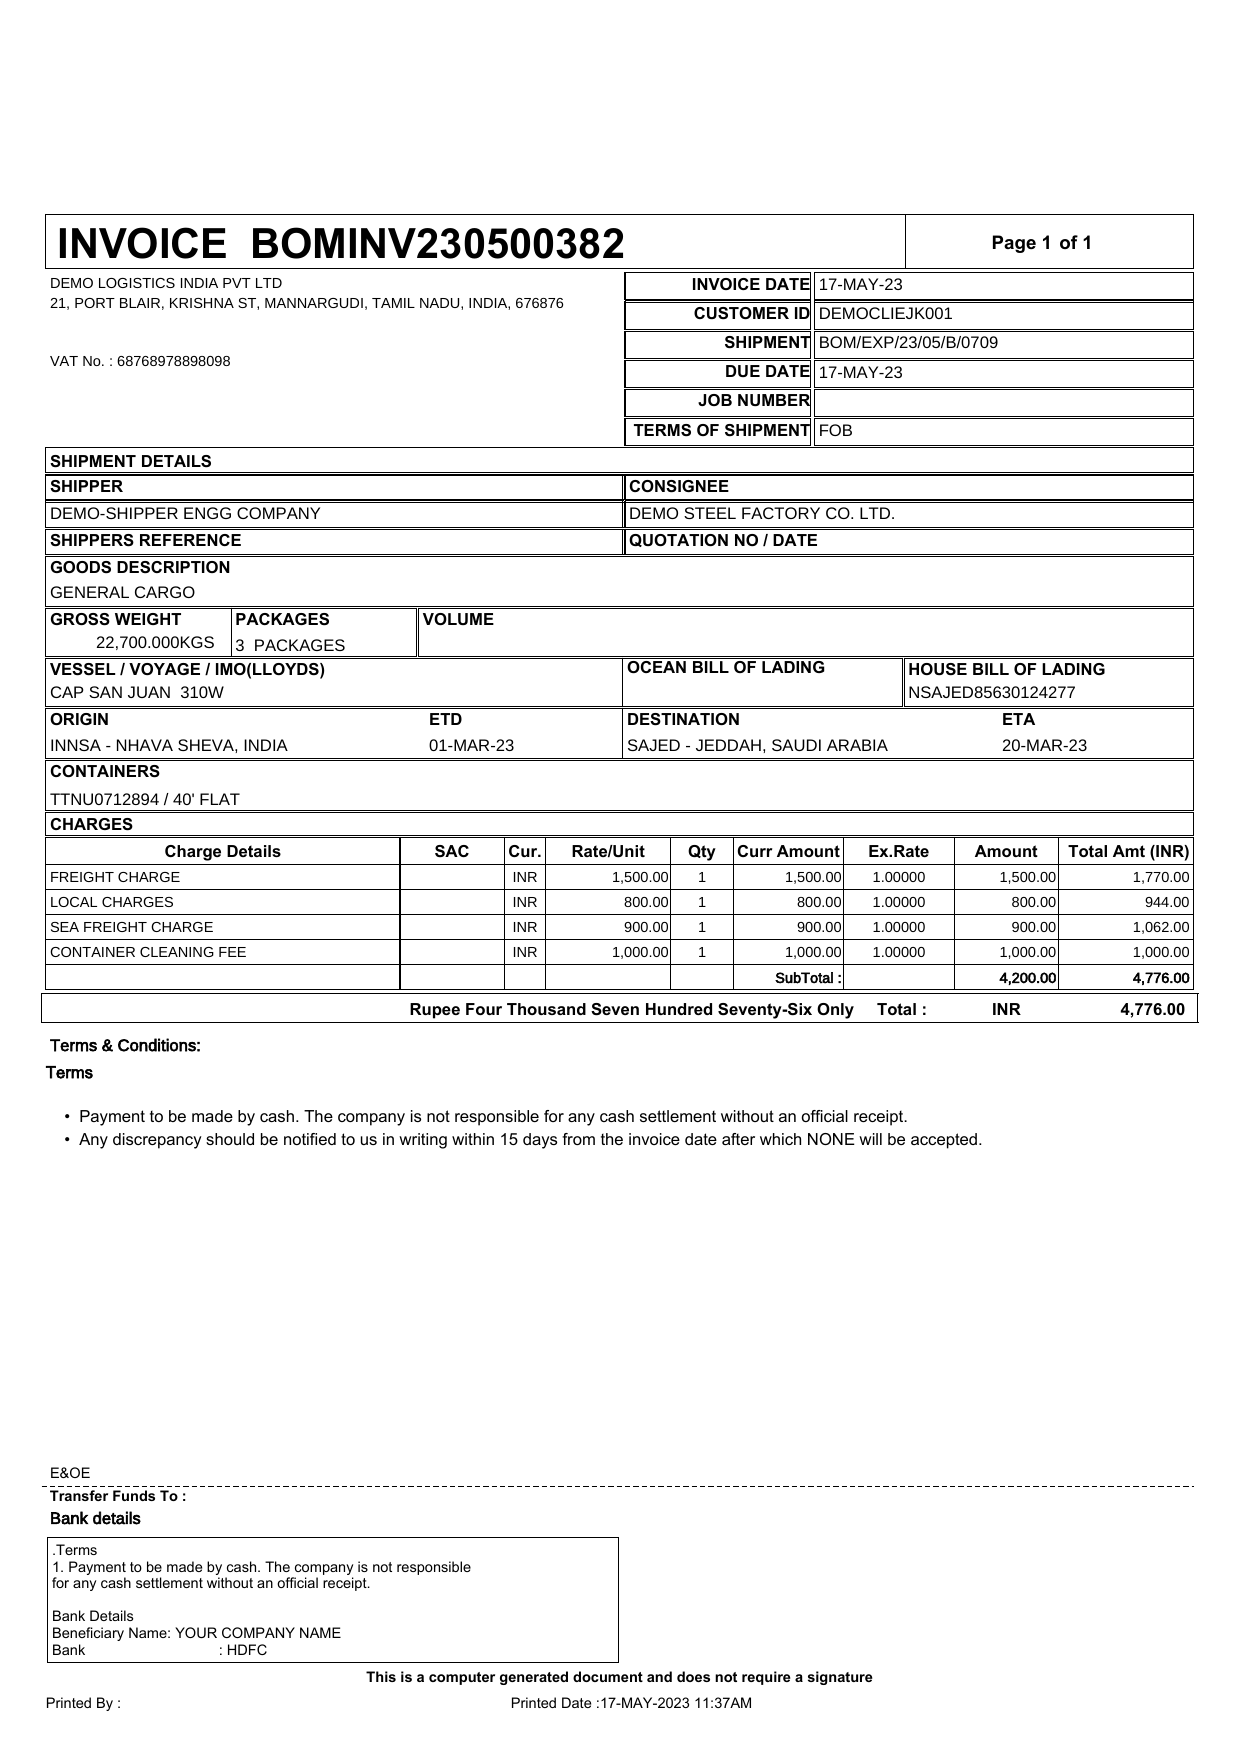 INVOICE BOMINV230500382
Page 1 of 1
DEMO LOGISTICS INDIA PVT LTD
21, PORT BLAIR, KRISHNA ST, MANNARGUDI, TAMIL NADU, INDIA, 676876
VAT No. : 68768978898098
INVOICE DATE 17-MAY-23
CUSTOMER ID DEMOCLIEJK001
SHIPMENT BOM/EXP/23/05/B/0709
DUE DATE 17-MAY-23
JOB NUMBER
TERMS OF SHIPMENT FOB
SHIPMENT DETAILS
SHIPPER CONSIGNEE
DEMO-SHIPPER ENGG COMPANY DEMO STEEL FACTORY CO. LTD.
SHIPPERS REFERENCE QUOTATION NO / DATE
GOODS DESCRIPTION
GENERAL CARGO
GROSS WEIGHT PACKAGES VOLUME
22,700.000KGS 3 PACKAGES
VESSEL / VOYAGE / IMO(LLOYDS) OCEAN BILL OF LADING HOUSE BILL OF LADING
CAP SAN JUAN 310W NSAJED85630124277
ORIGIN ETD DESTINATION ETA
INNSA - NHAVA SHEVA, INDIA 01-MAR-23 SAJED - JEDDAH, SAUDI ARABIA 20-MAR-23
CONTAINERS
TTNU0712894 / 40' FLAT
CHARGES
Charge Details SAC Cur. Rate/Unit Qty Curr Amount Ex.Rate Amount Total Amt (INR)
FREIGHT CHARGE INR 1,500.00 1 1,500.00 1.00000 1,500.00 1,770.00
LOCAL CHARGES INR 800.00 1 800.00 1.00000 800.00 944.00
SEA FREIGHT CHARGE INR 900.00 1 900.00 1.00000 900.00 1,062.00
CONTAINER CLEANING FEE INR 1,000.00 1 1,000.00 1.00000 1,000.00 1,000.00
SubTotal : 4,200.00 4,776.00
Rupee Four Thousand Seven Hundred Seventy-Six Only Total : INR 4,776.00
Terms & Conditions:
Terms
• Payment to be made by cash. The company is not responsible for any cash settlement without an official receipt.
• Any discrepancy should be notified to us in writing within 15 days from the invoice date after which NONE will be accepted.
E&OE
Transfer Funds To :
Bank details
.Terms
1. Payment to be made by cash. The company is not responsible
for any cash settlement without an official receipt.
Bank Details
Beneficiary Name: YOUR COMPANY NAME
Bank : HDFC
This is a computer generated document and does not require a signature
Printed By : Printed Date :17-MAY-2023 11:37AM